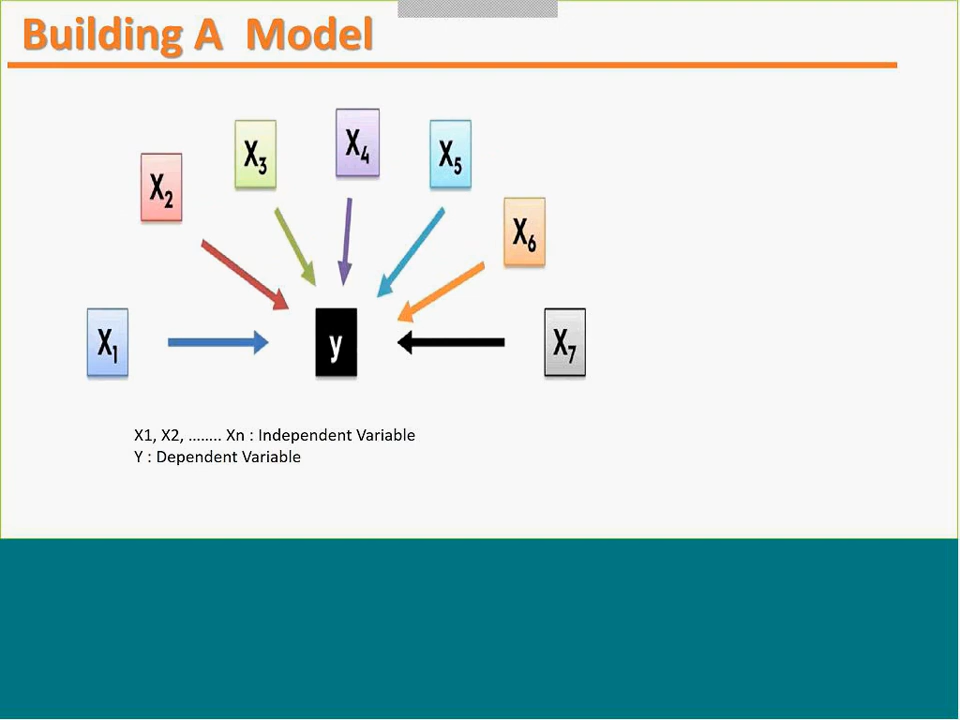 Building A Model
X4
X3
X5
X2
X6
X1
y
X7
X1, X2, ........ Xn : Independent Variable
Y : Dependent Variable